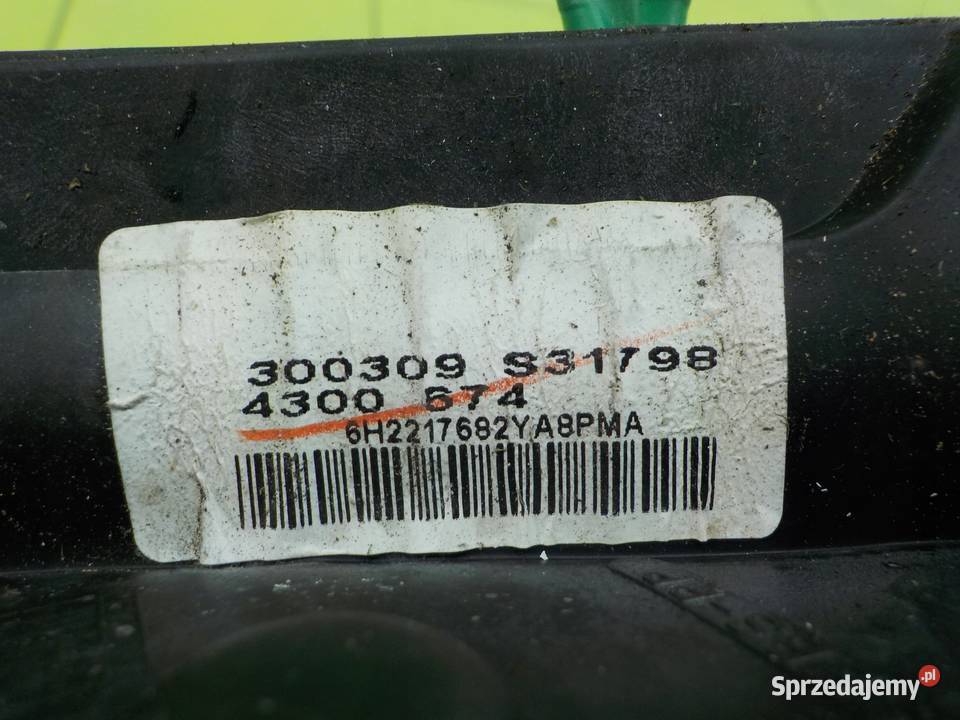 300309 S31798
4300 674
6H2217682YA8PMA
Sprzedajemy.pl